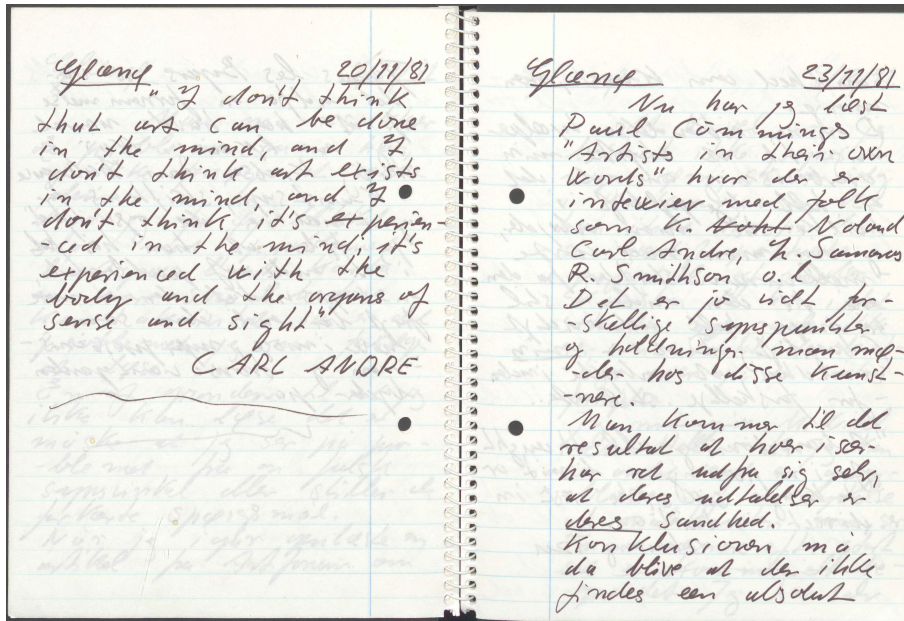 Gland 20/11/81
"I don't think
that art can be done
in the mind, and I
don't think art exists
in the mind, and I
don't think it's experien-
-ced in the mind; it's
experienced with the
body and the organs of
sense and sight"
CARL ANDRE
Gland 23/11/81
Nu har jeg læst
Paul Cummings
"Artists in their own
words" hvor der er
interwier med folk
som K. Noland
Carl Andre, L. Samaras
R. Smithson o.l
Det er jo vidt for-
-skellige synspunkter
og holdninger man mø-
-der hos disse kunst-
-nere.
Man kommer til det
resultat at hver især
har ret udfra sig selv,
at deres udtalelser er
deres sandhed.
Konklusionen må
da blive at der ikke
findes een absolut